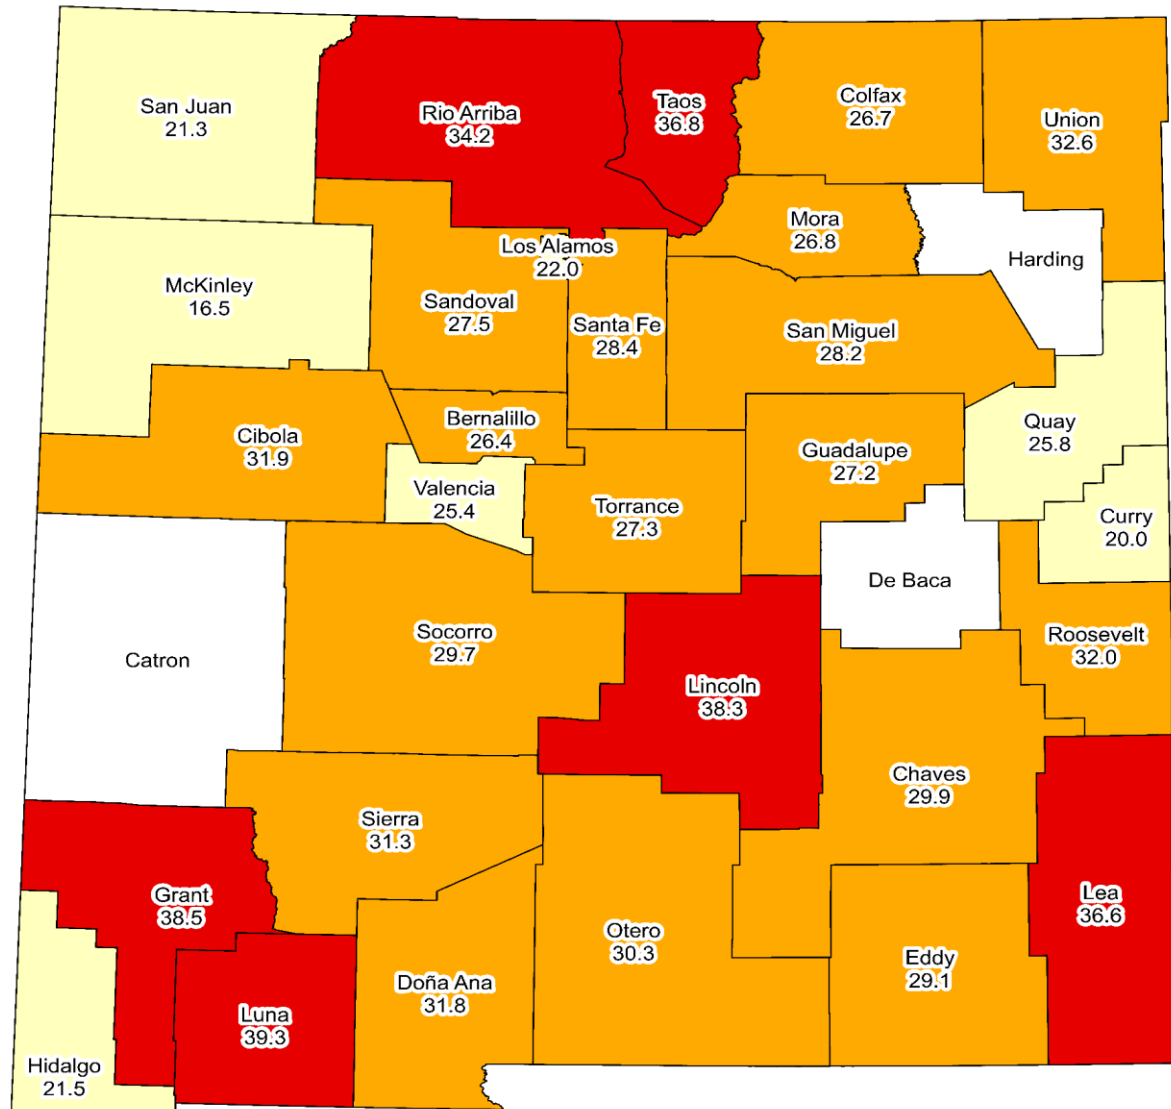 San Juan
21.3
Rio Arriba
34.2
Taos
36.8
Colfax
26.7
Union
32.6
Mora
26.8
Harding
Los Alamos
22.0
McKinley
16.5
Sandoval
27.5
Santa Fe
28.4
San Miguel
28.2
Bernalillo
26.4
Cibola
31.9
Guadalupe
27.2
Quay
25.8
Valencia
25.4
Torrance
27.3
Curry
20.0
De Baca
Catron
Socorro
29.7
Roosevelt
32.0
Lincoln
38.3
Chaves
29.9
Sierra
31.3
Grant
38.5
Lea
36.6
Otero
30.3
Eddy
29.1
Doña Ana
31.8
Luna
39.3
Hidalgo
21.5